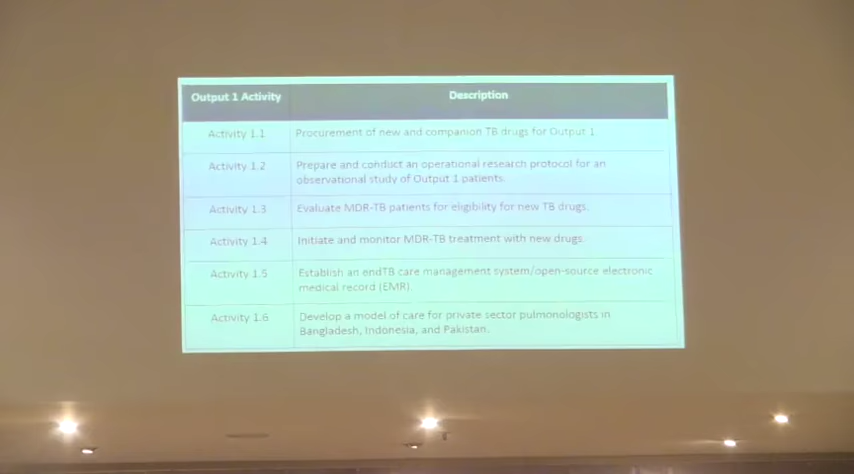 Output 1 Activity Description
Activity 1.1 Procurement of new and companion TB drugs for Output 1.
Activity 1.2 Prepare and conduct an operational research protocol for an
observational study of Output 1 patients.
Activity 1.3 Evaluate MDR-TB patients for eligibility for new TB drugs.
Activity 1.4 Initiate and monitor MDR-TB treatment with new drugs.
Activity 1.5 Establish an endTB care management system/open-source electronic
medical record (EMR).
Activity 1.6 Develop a model of care for private sector pulmonologists in
Bangladesh, Indonesia, and Pakistan.